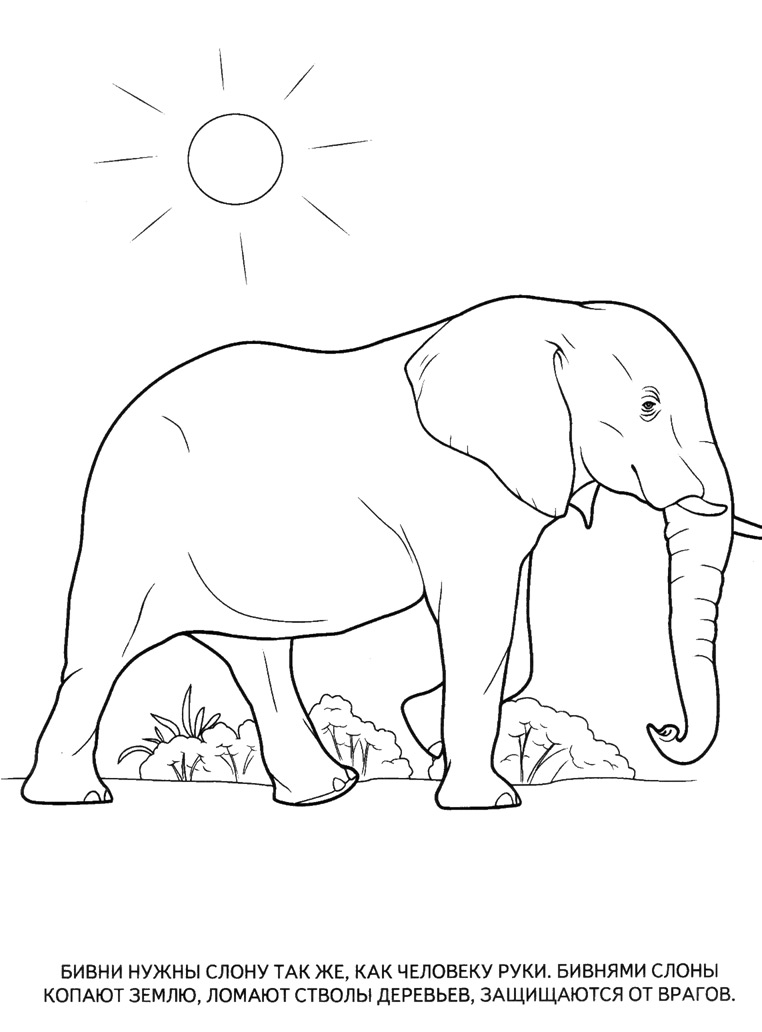 БИВНИ НУЖНЫ СЛОНУ ТАК ЖЕ, КАК ЧЕЛОВЕКУ РУКИ. БИВНЯМИ СЛОНЫ
КОПАЮТ ЗЕМЛЮ, ЛОМАЮТ СТВОЛЫ ДЕРЕВЬЕВ, ЗАЩИЩАЮТСЯ ОТ ВРАГОВ.